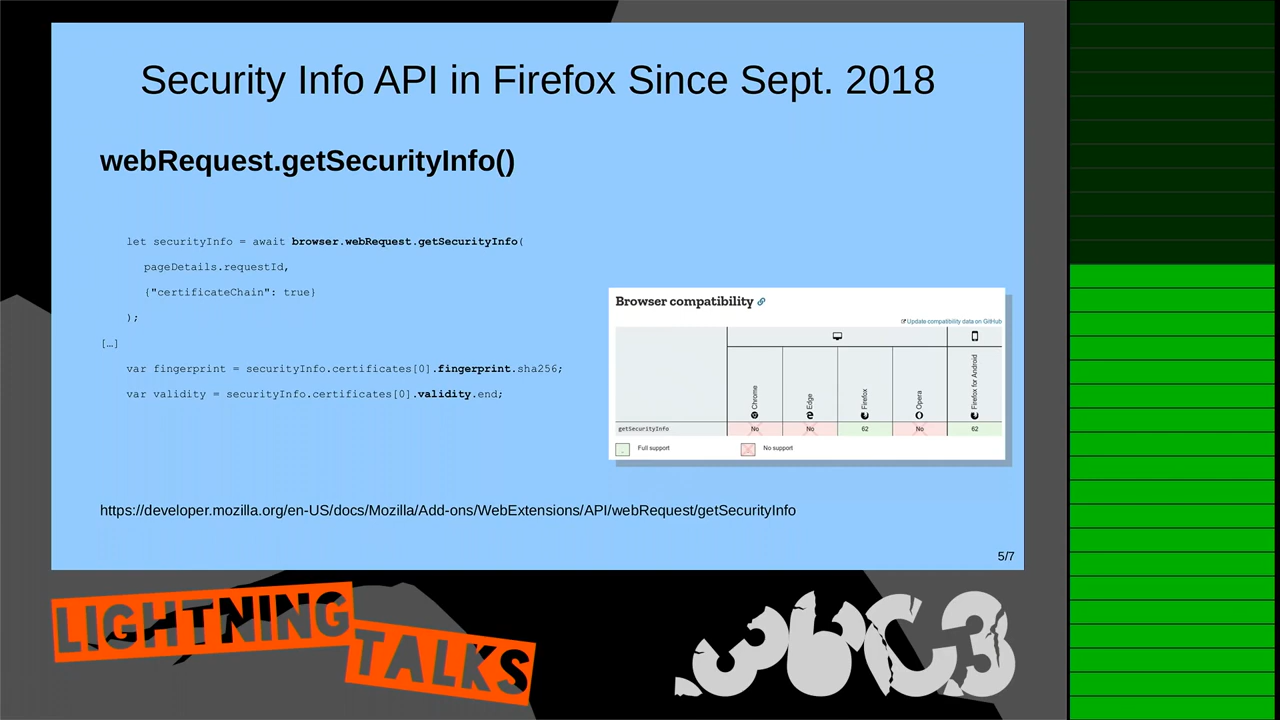 Security Info API in Firefox Since Sept. 2018
webRequest.getSecurityInfo()
let securityInfo = await browser.webRequest.getSecurityInfo(
pageDetails.requestId,
{"certificateChain": true}
);
[…]
var fingerprint = securityInfo.certificates[0].fingerprint.sha256;
var validity = securityInfo.certificates[0].validity.end;
Browser compatibility
Update compatibility data on GitHub
Chrome
Edge
Firefox
Opera
Firefox for Android
getSecurityInfo No No 62 No 62
Full support No support
https://developer.mozilla.org/en-US/docs/Mozilla/Add-ons/WebExtensions/API/webRequest/getSecurityInfo
5/7
LIGHTNING
TALKS
36C3